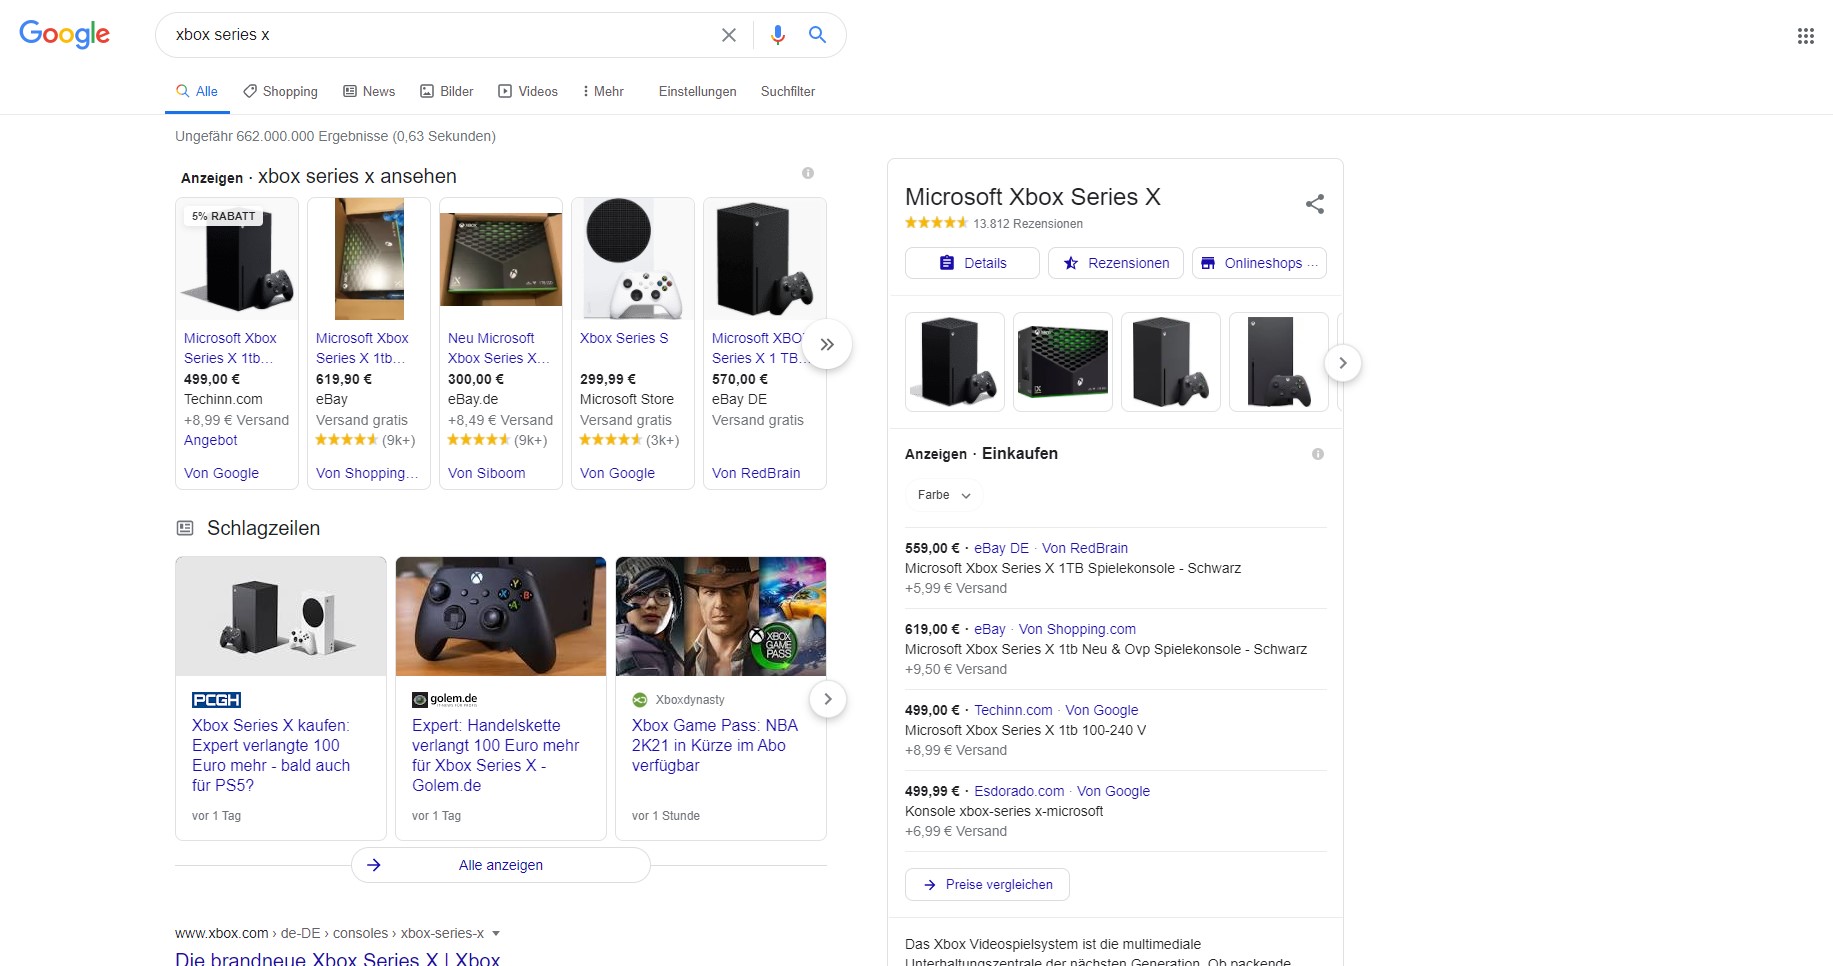 Google
xbox series x
Alle
Shopping
News
Bilder
Videos
Mehr
Einstellungen
Suchfilter
Ungefähr 662.000.000 Ergebnisse (0,63 Sekunden)
Anzeigen · xbox series x ansehen
5% RABATT
Microsoft Xbox
Series X 1tb...
499,00 €
Techinn.com
+8,99 € Versand
Angebot
Von Google
Microsoft Xbox
Series X 1tb...
619,90 €
eBay
Versand gratis
(9k+)
Von Shopping...
Neu Microsoft
Xbox Series X...
300,00 €
eBay.de
+8,49 € Versand
(9k+)
Von Siboom
Xbox Series S
299,99 €
Microsoft Store
Versand gratis
(3k+)
Von Google
Microsoft XBO
Series X 1 TB...
570,00 €
eBay DE
Versand gratis
Von RedBrain
Schlagzeilen
PCGH
Xbox Series X kaufen:
Expert verlangte 100
Euro mehr - bald auch
für PS5?
vor 1 Tag
golem.de
Expert: Handelskette
verlangt 100 Euro mehr
für Xbox Series X -
Golem.de
vor 1 Tag
XBOX
GAME
PASS
Xboxdynasty
Xbox Game Pass: NBA
2K21 in Kürze im Abo
verfügbar
vor 1 Stunde
Alle anzeigen
www.xbox.com › de-DE › consoles › xbox-series-x
Die brandneue Xbox Series X | Xbox
Microsoft Xbox Series X
13.812 Rezensionen
Details
Rezensionen
Onlineshops ...
Anzeigen · Einkaufen
Farbe
559,00 € · eBay DE · Von RedBrain
Microsoft Xbox Series X 1TB Spielekonsole - Schwarz
+5,99 € Versand
619,00 € · eBay · Von Shopping.com
Microsoft Xbox Series X 1tb Neu & Ovp Spielekonsole - Schwarz
+9,50 € Versand
499,00 € · Techinn.com · Von Google
Microsoft Xbox Series X 1tb 100-240 V
+8,99 € Versand
499,99 € · Esdorado.com · Von Google
Konsole xbox-series x-microsoft
+6,99 € Versand
Preise vergleichen
Das Xbox Videospielsystem ist die multimediale
Unterhaltungszentrale der nächsten Generation. Ob packende